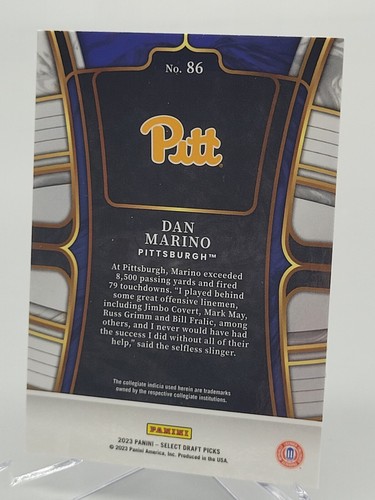 No. 86
Pitt
DAN
MARINO
PITTSBURGH™
At Pittsburgh, Marino exceeded
8,500 passing yards and fired
79 touchdowns. “I played behind
some great offensive linemen,
including Jimbo Covert, Mark May,
Russ Grimm and Bill Fralic, among
others, and I never would have had
the success I did without all of their
help,” said the selfless slinger.
The collegiate indicia used herein are trademarks
owned by the respective collegiate institutions.
PANINI
2023 PANINI - SELECT DRAFT PICKS
© 2023 Panini America, Inc. Produced in the USA.